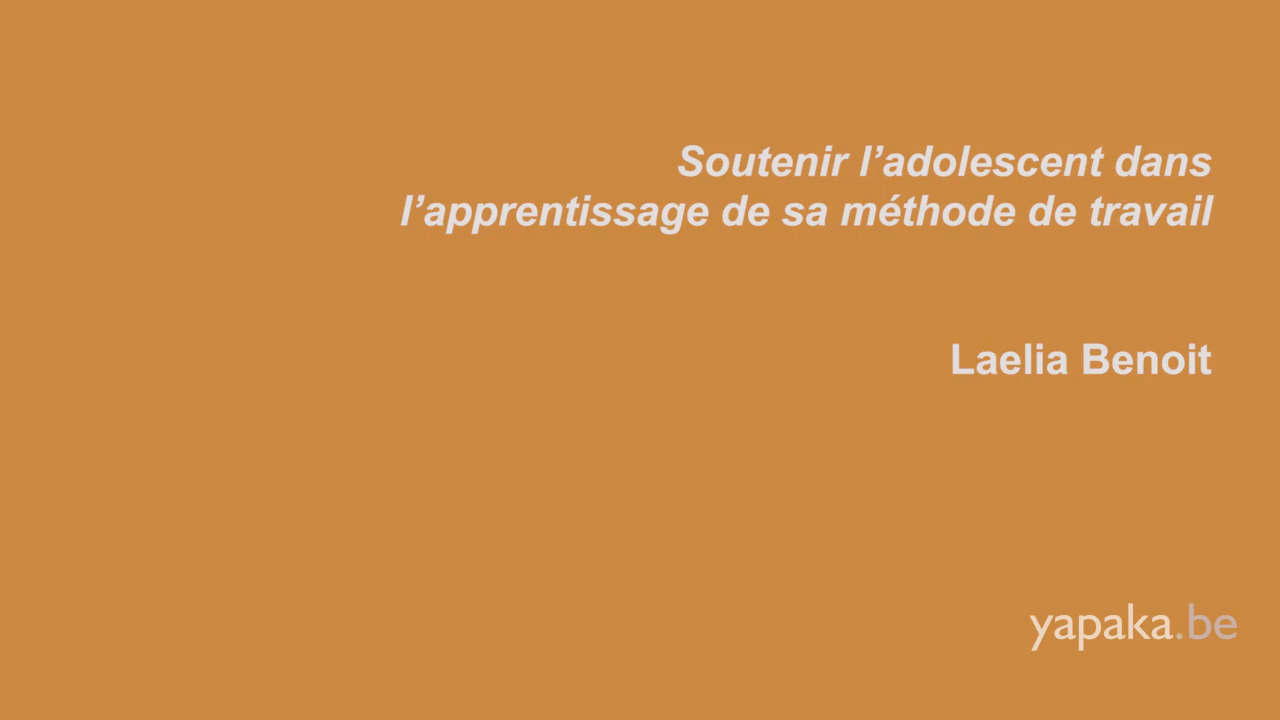 Soutenir l’adolescent dans
l’apprentissage de sa méthode de travail
Laelia Benoit
yapaka.be